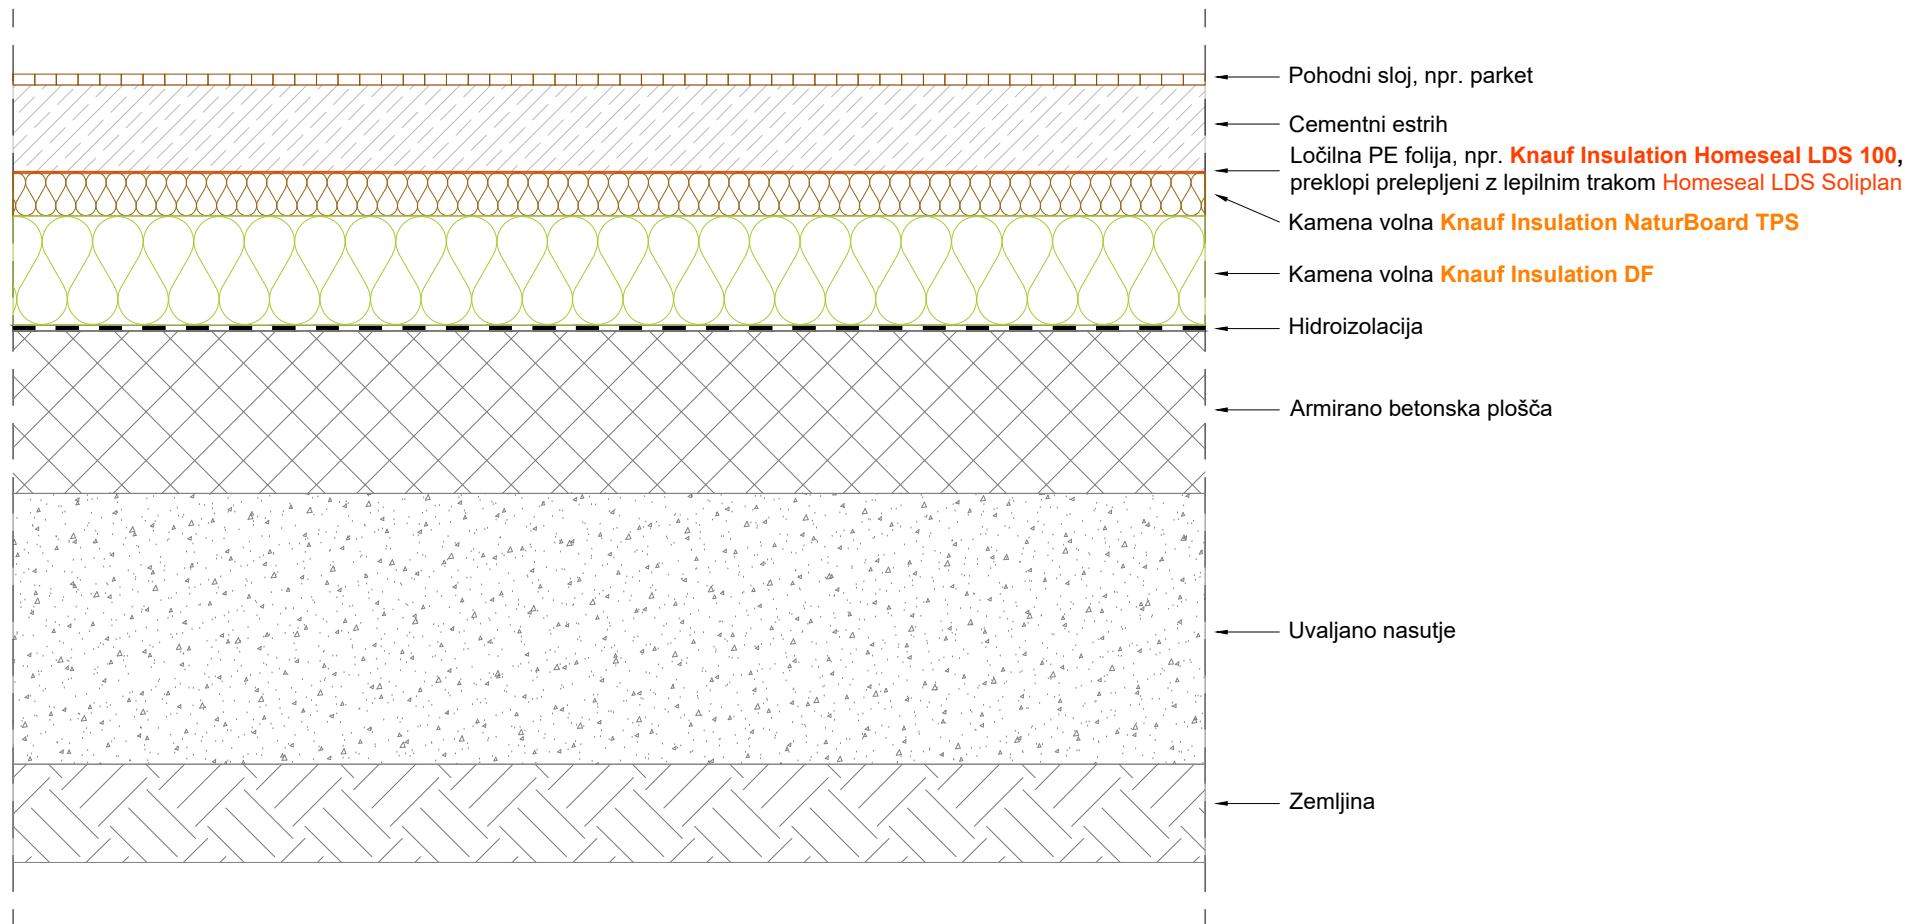 Pohodni sloj, npr. parket
Cementni estrih
Ločilna PE folija, npr. Knauf Insulation Homeseal LDS 100,
preklopi prelepljeni z lepilnim trakom Homeseal LDS Soliplan
Kamena volna Knauf Insulation NaturBoard TPS
Kamena volna Knauf Insulation DF
Hidroizolacija
Armirano betonska plošča
Uvaljano nasutje
Zemljina